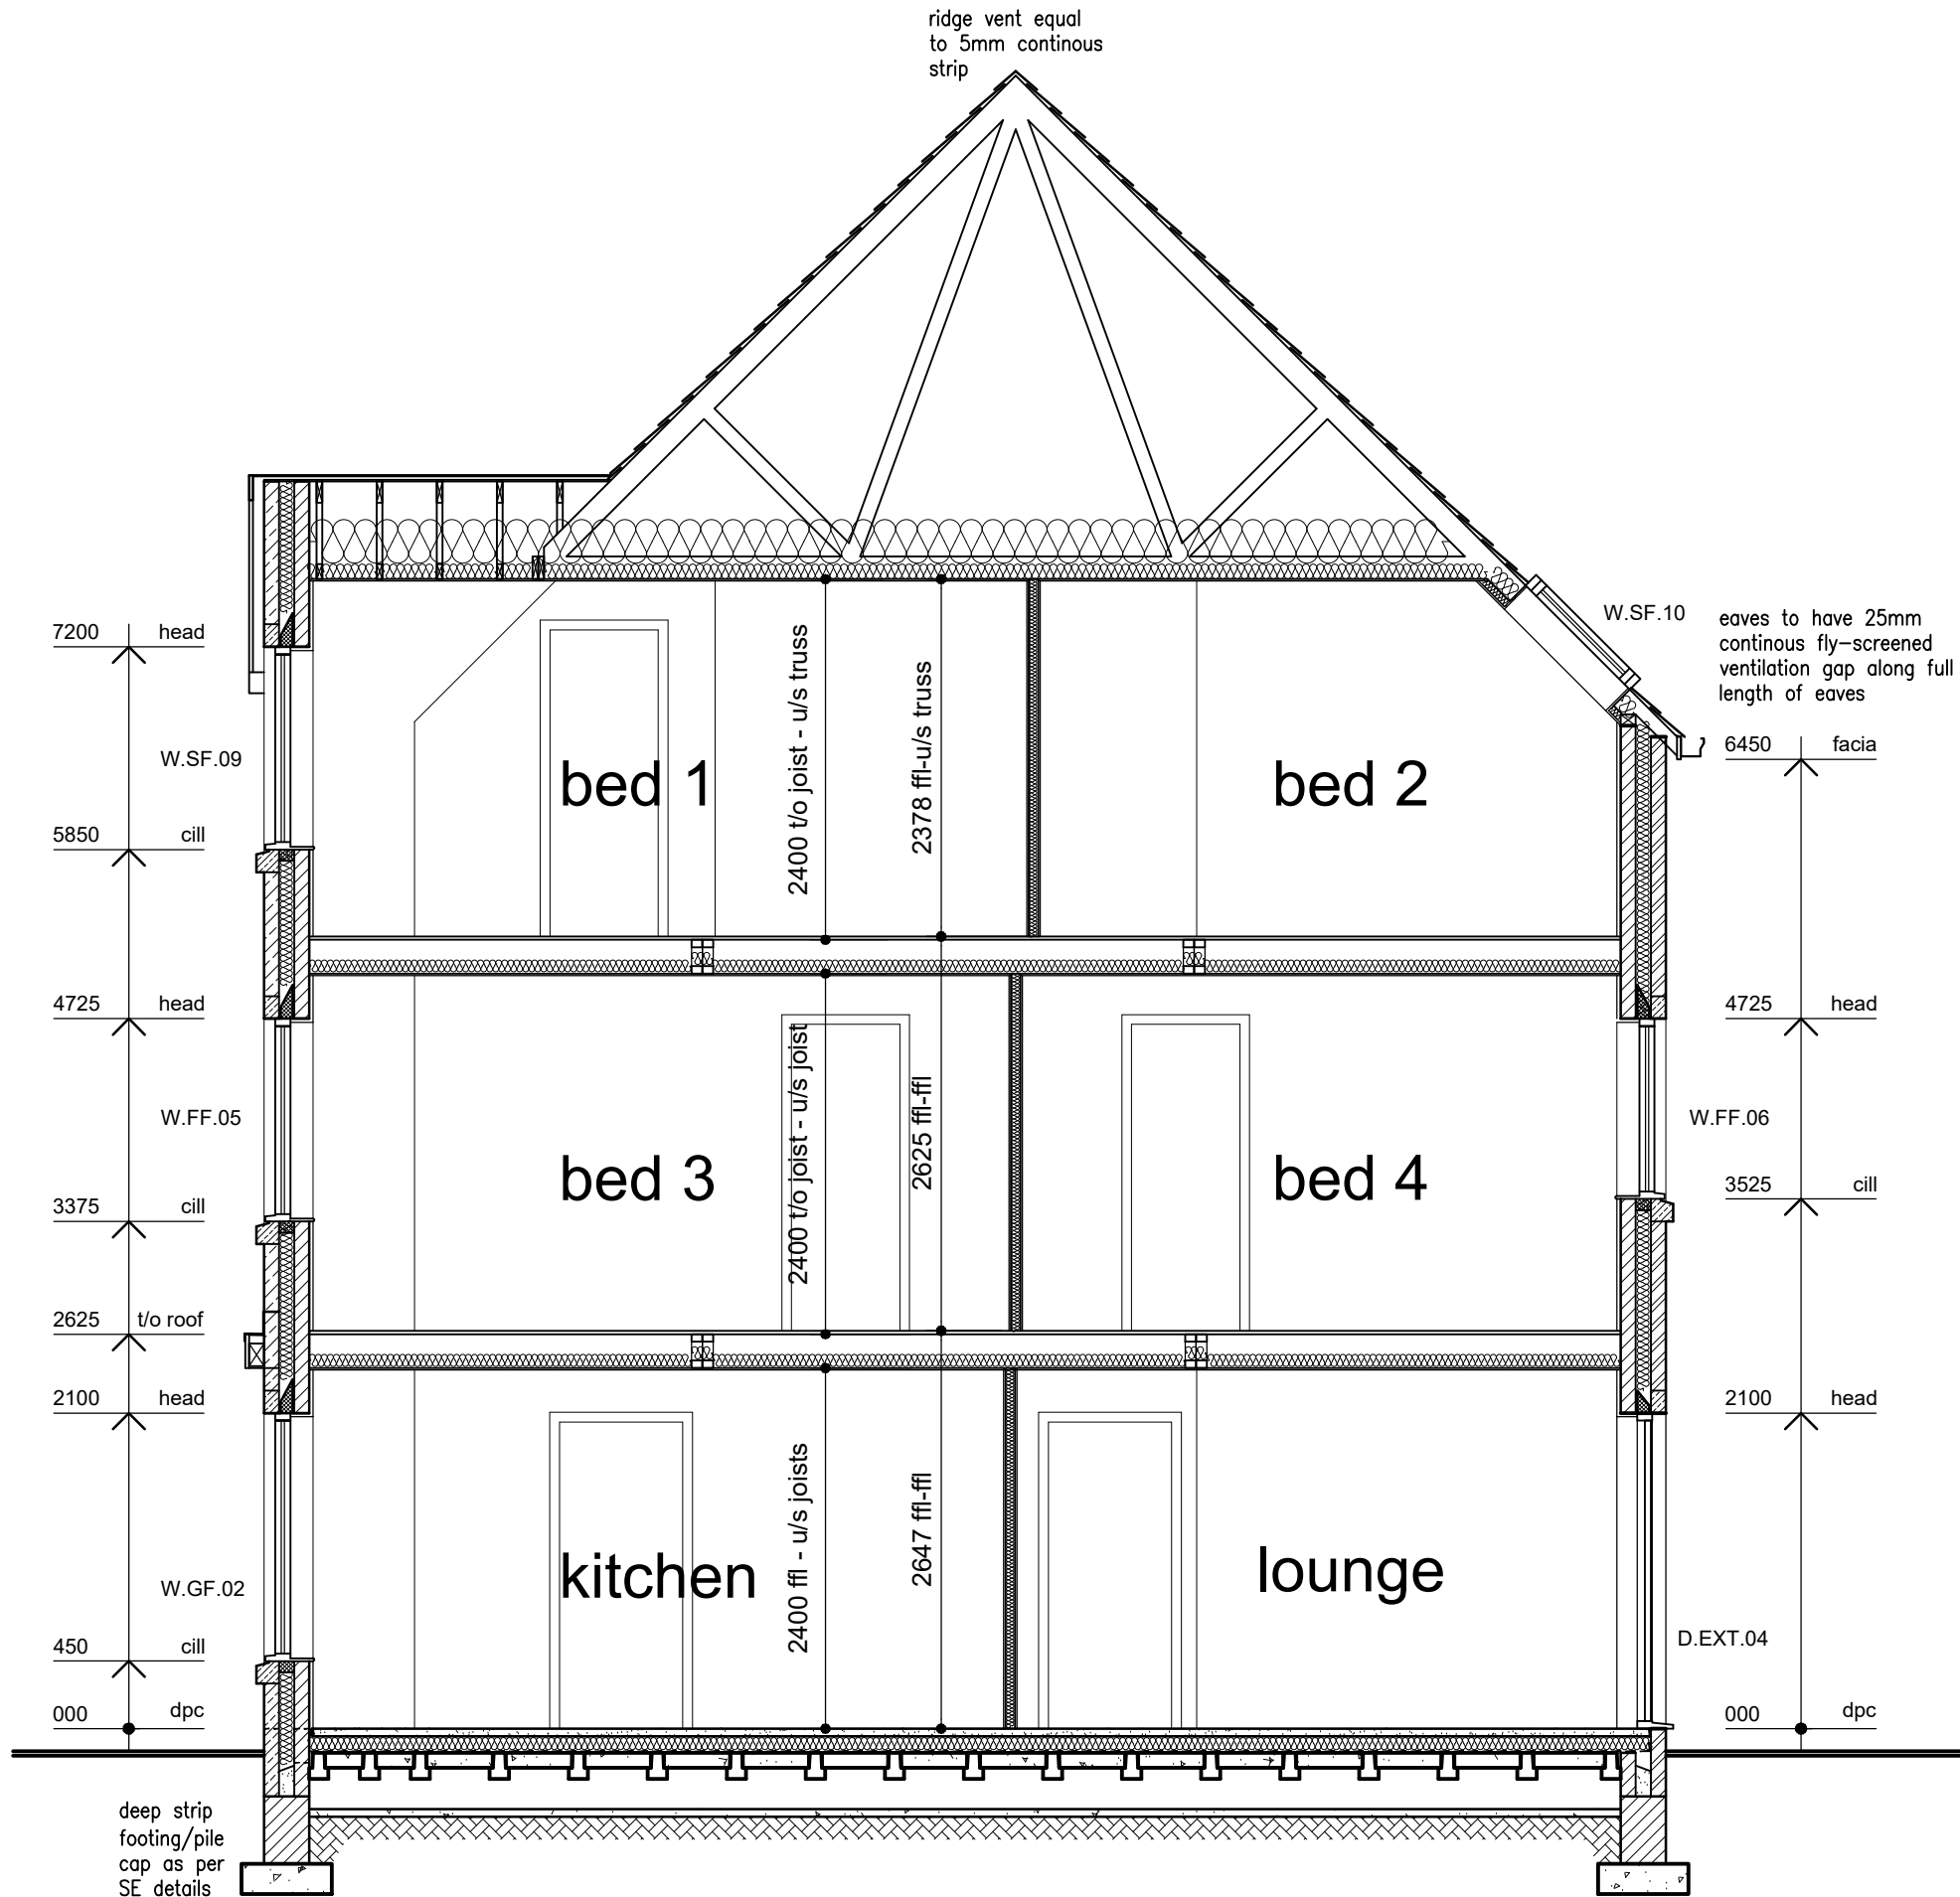 ridge vent equal
to 5mm continous
strip
7200 head
W.SF.10
eaves to have 25mm
continous fly-screened
ventilation gap along full
length of eaves
2400 t/o joist - u/s truss
2378 ffl-u/s truss
W.SF.09
bed 1
bed 2
6450 facia
5850 cill
4725 head
4725 head
2400 t/o joist - u/s joist
2625 ffl-ffl
W.FF.05
W.FF.06
bed 3
bed 4
3375 cill
3525 cill
2625 t/o roof
2100 head
2100 head
2400 ffl - u/s joists
2647 ffl-ffl
W.GF.02
kitchen
lounge
450 cill
D.EXT.04
000 dpc
000 dpc
deep strip
footing/pile
cap as per
SE details